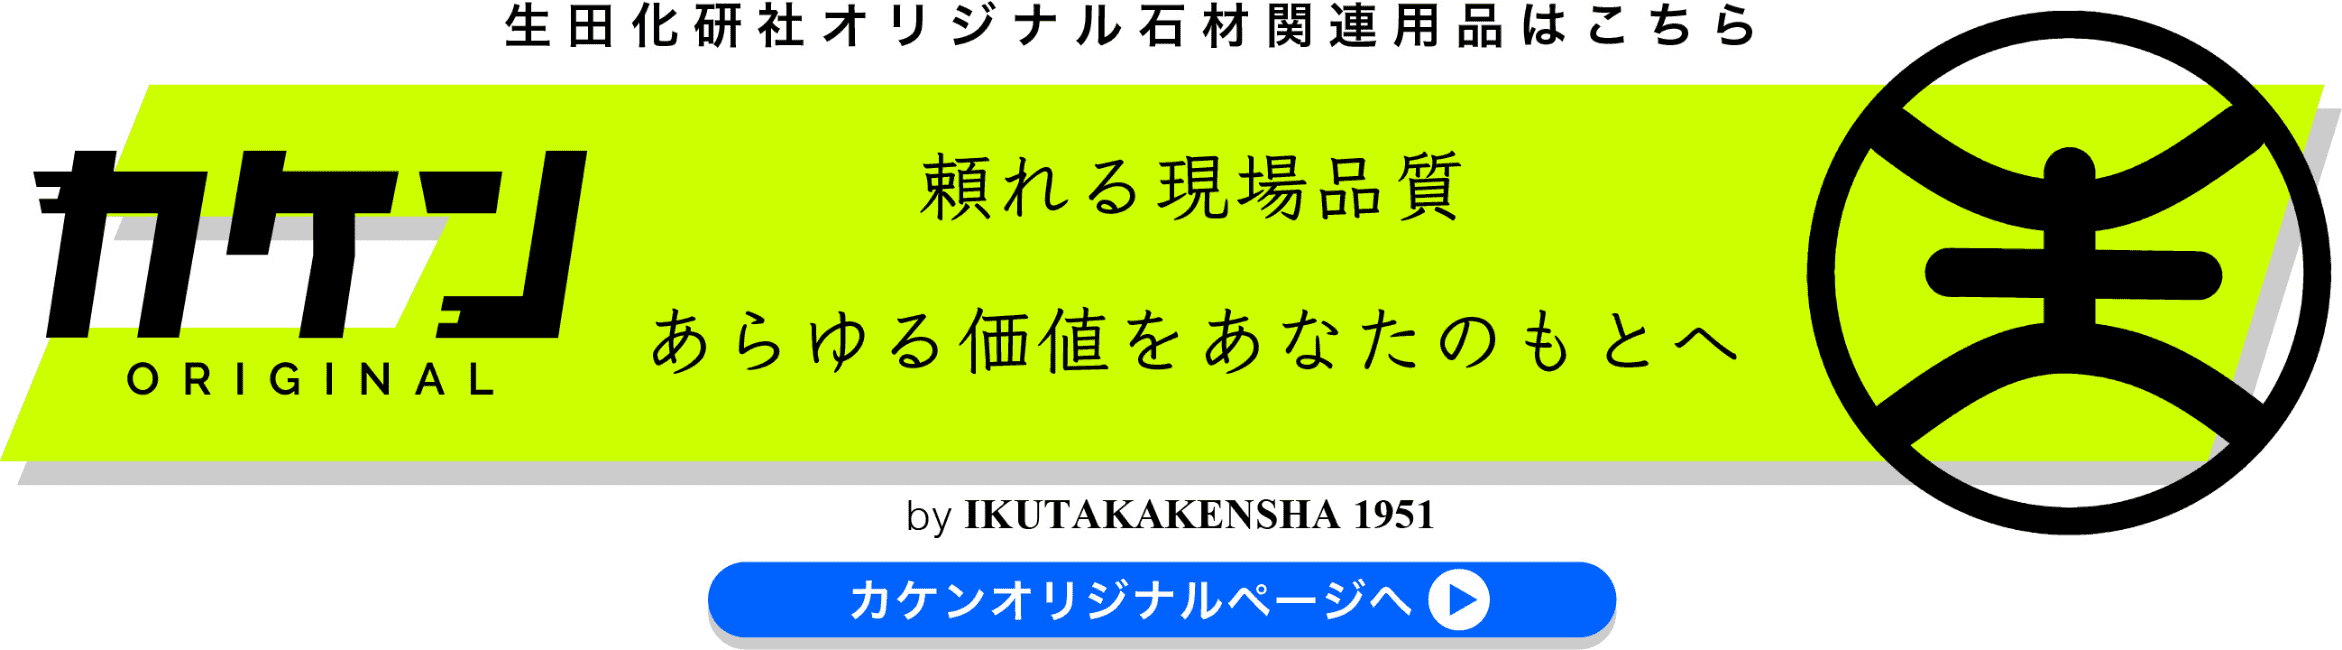 生田化研社オリジナル石材関連用品はこちら
カケン
ORIGINAL
頼れる現場品質
あらゆる価値をあなたのもとへ
by IKUTAKAKENSHA 1951
カケンオリジナルページへ